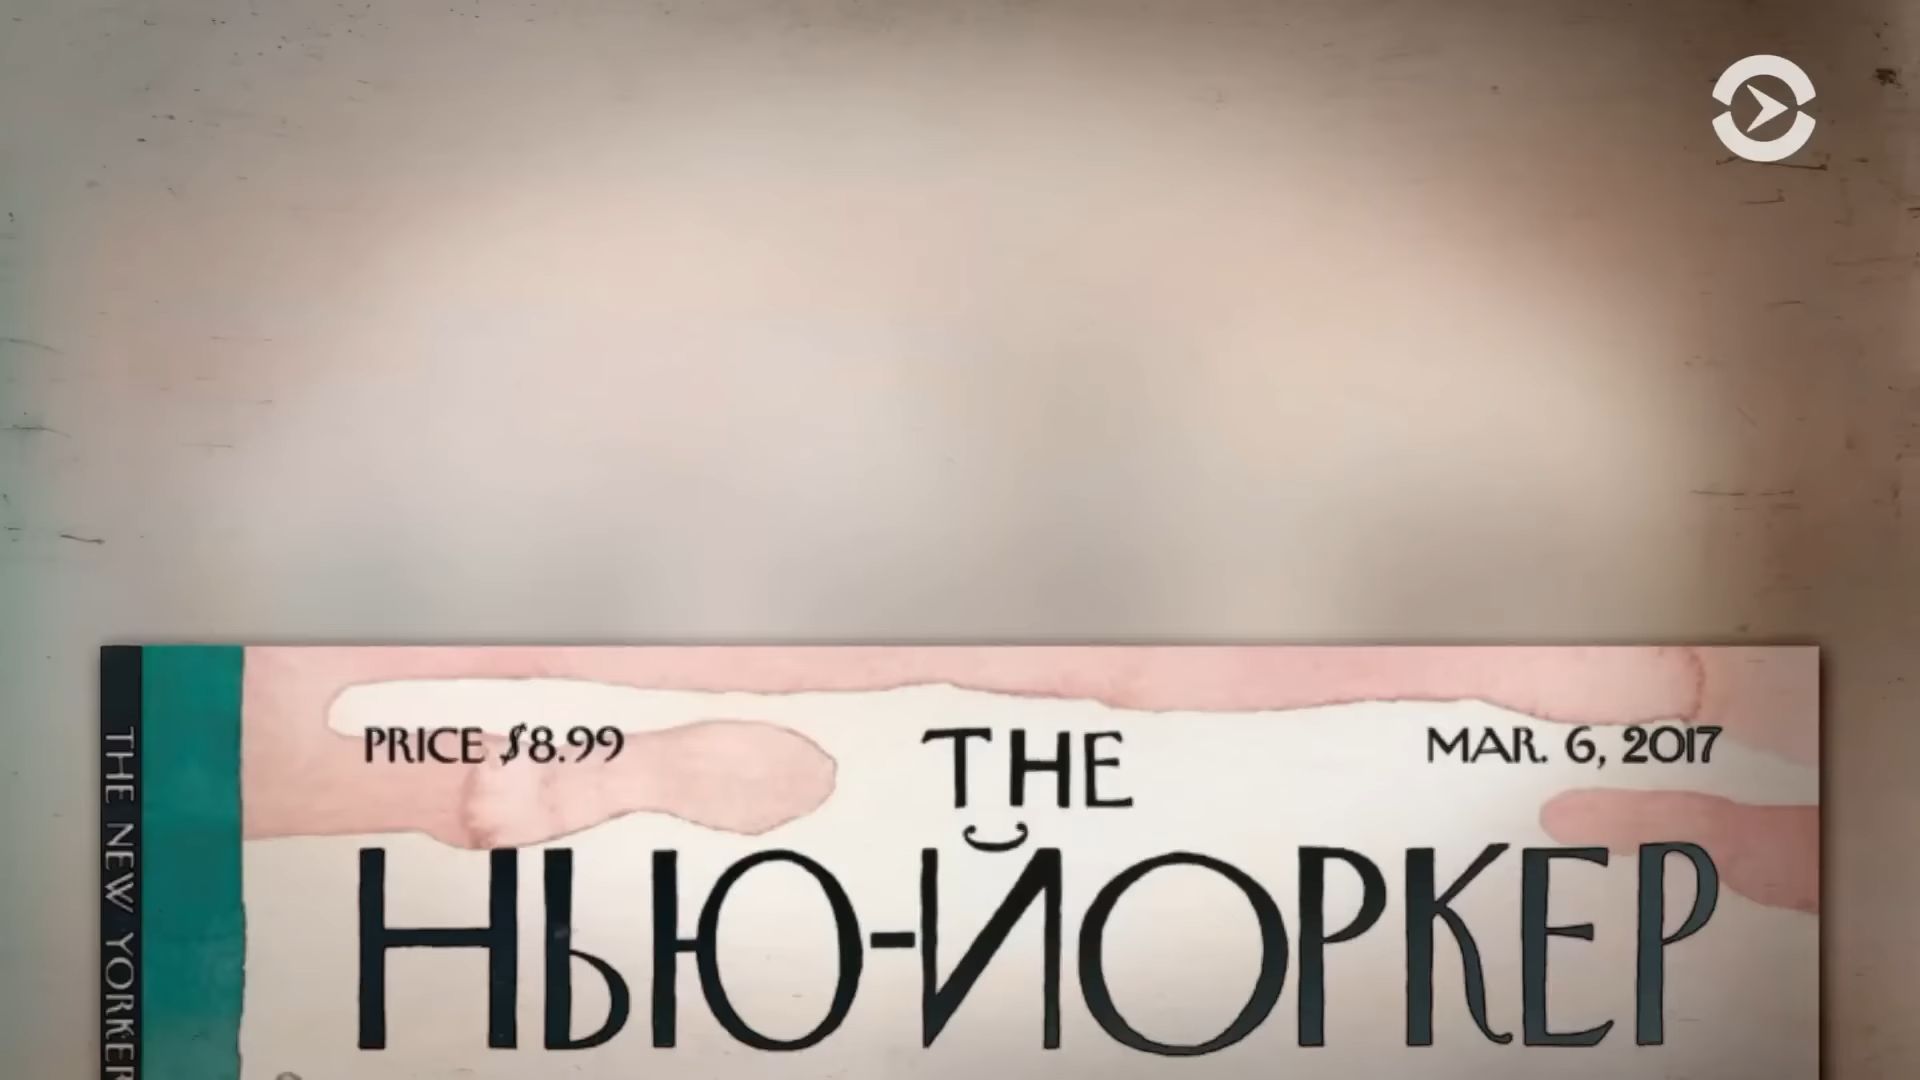 PRICE $8.99
THE
MAR. 6, 2017
НЬЮ-ЙОРКЕР
THE NEW YORKER